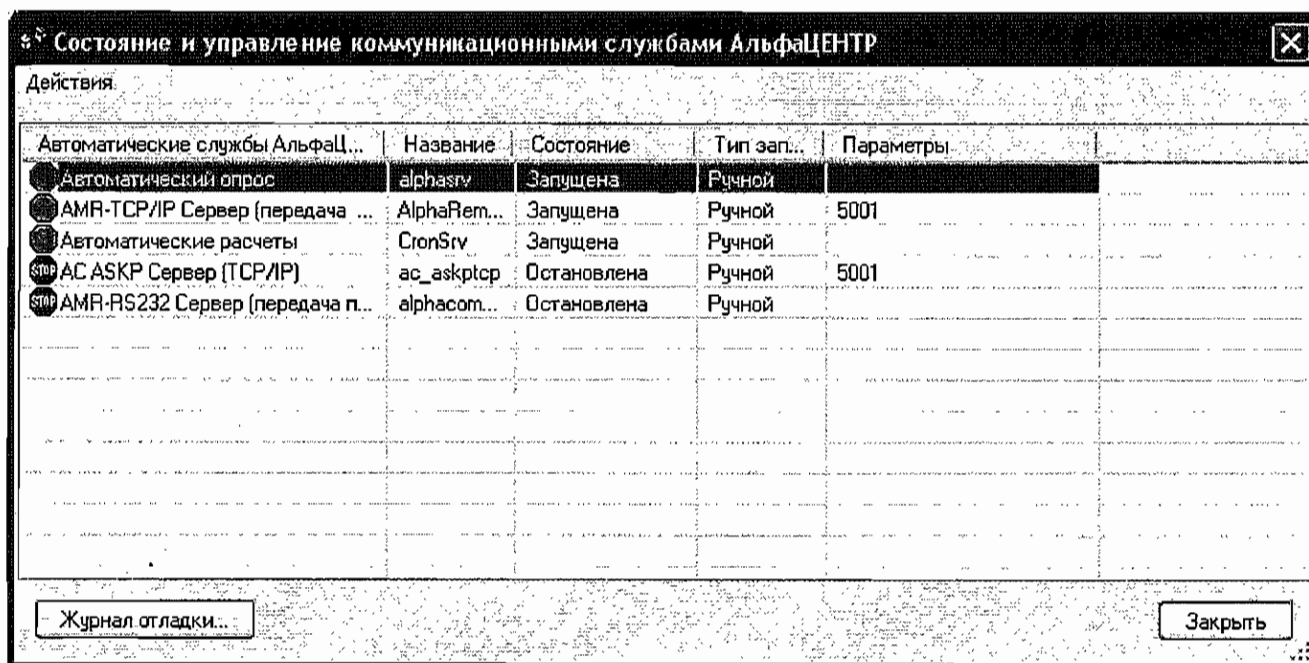 Состояние и управление коммуникационными службами АльфаЦЕНТР
Действия
Автоматические службы АльфаЦ... Название Состояние Тип зап... Параметры
Автоматический опрос alphasrv Запущена Ручной
AMR-TCP/IP Сервер (передача ... AlphaRem... Запущена Ручной 5001
Автоматические расчеты CronSrv Запущена Ручной
STOP AC ASKP Сервер (TCP/IP) ac_askptcp Остановлена Ручной 5001
STOP AMR-RS232 Сервер (передача п... alphacom... Остановлена Ручной
Журнал отладки... Закрыть